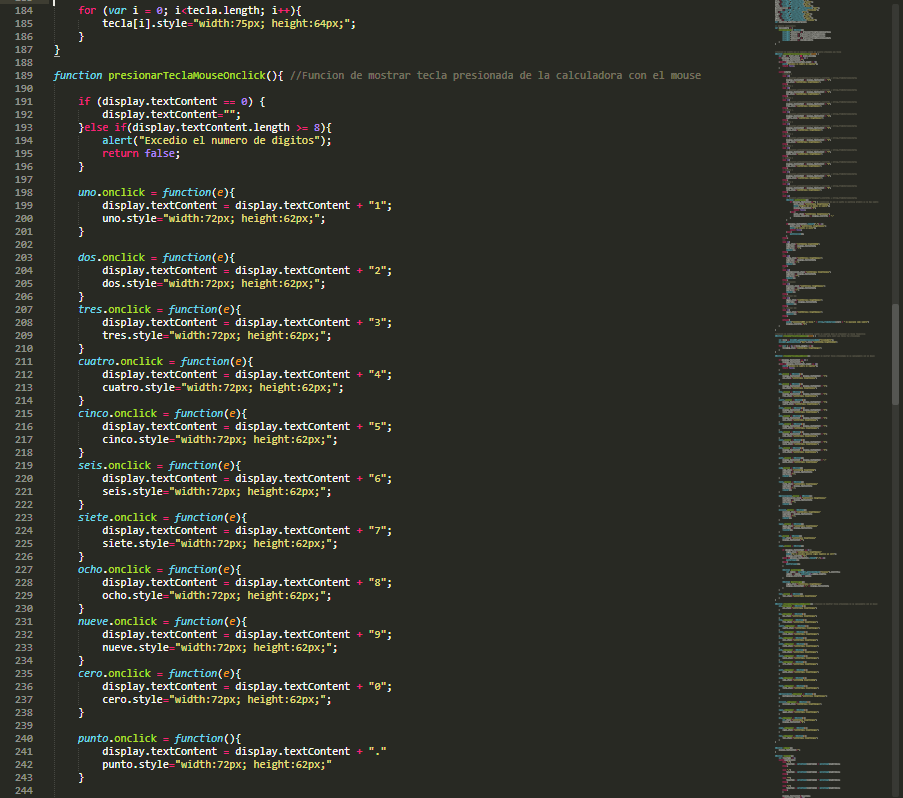 184 for (var i = 0; i<tecla.length; i++){
185 tecla[i].style="width:75px; height:64px;";
186 }
187 }
188
189 function presionarTeclaMouseOnclick(){ //Funcion de mostrar tecla presionada de la calculadora con el mouse
190
191 if (display.textContent == 0) {
192 display.textContent="";
193 }else if(display.textContent.length >= 8){
194 alert("Excedio el numero de digitos");
195 return false;
196 }
197
198 uno.onclick = function(e){
199 display.textContent = display.textContent + "1";
200 uno.style="width:72px; height:62px;";
201 }
202
203 dos.onclick = function(e){
204 display.textContent = display.textContent + "2";
205 dos.style="width:72px; height:62px;";
206 }
207 tres.onclick = function(e){
208 display.textContent = display.textContent + "3";
209 tres.style="width:72px; height:62px;";
210 }
211 cuatro.onclick = function(e){
212 display.textContent = display.textContent + "4";
213 cuatro.style="width:72px; height:62px;";
214 }
215 cinco.onclick = function(e){
216 display.textContent = display.textContent + "5";
217 cinco.style="width:72px; height:62px;";
218 }
219 seis.onclick = function(e){
220 display.textContent = display.textContent + "6";
221 seis.style="width:72px; height:62px;";
222 }
223 siete.onclick = function(e){
224 display.textContent = display.textContent + "7";
225 siete.style="width:72px; height:62px;";
226 }
227 ocho.onclick = function(e){
228 display.textContent = display.textContent + "8";
229 ocho.style="width:72px; height:62px;";
230 }
231 nueve.onclick = function(e){
232 display.textContent = display.textContent + "9";
233 nueve.style="width:72px; height:62px;";
234 }
235 cero.onclick = function(e){
236 display.textContent = display.textContent + "0";
237 cero.style="width:72px; height:62px;";
238 }
239
240 punto.onclick = function(){
241 display.textContent = display.textContent + "."
242 punto.style="width:72px; height:62px;"
243 }
244